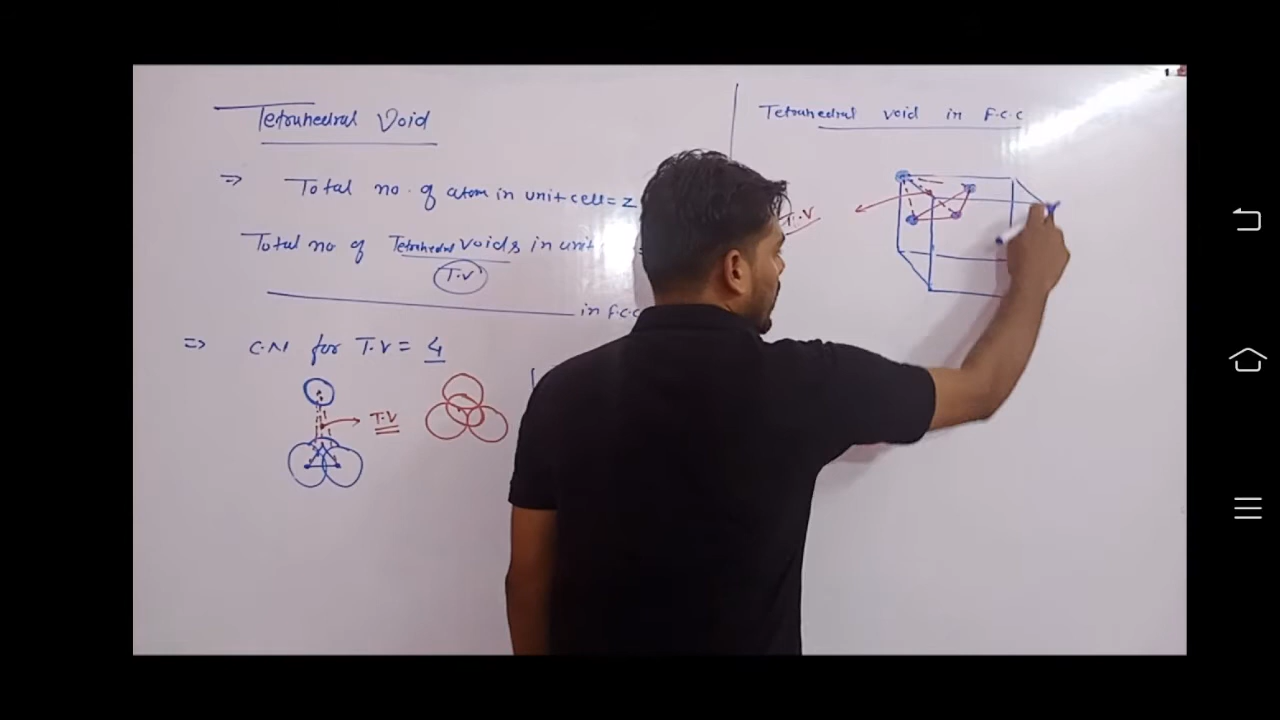 Tetrahedral Void
⇒ Total no. of atom in unit cell = Z
Total no of Tetrahedral voids in unit
T.V
in F.C.C
⇒ C.N for T.V = 4
T.V
Tetrahedral void in F.C.C
T.V